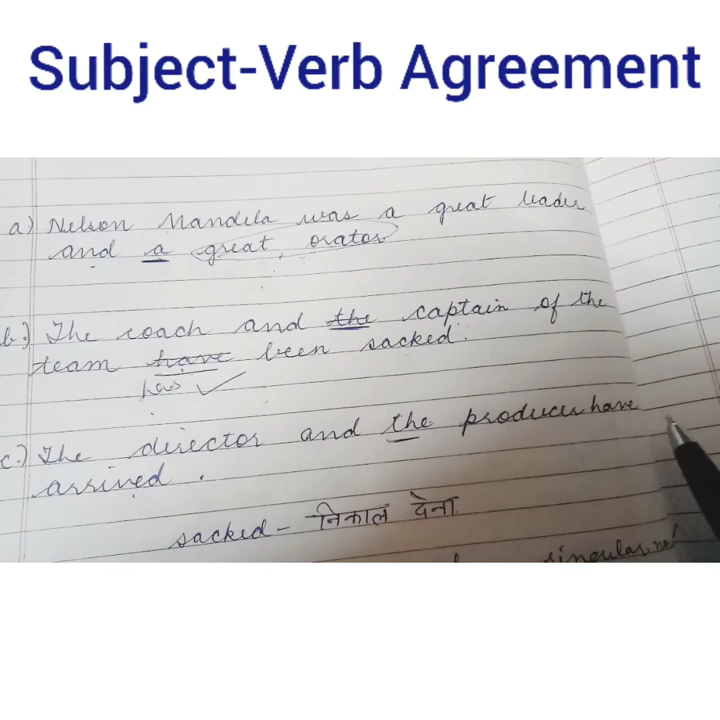 Subject-Verb Agreement
a) Nelson Mandela was a great leader
and a great orator
b.) The coach and the captain of the
team have been sacked.
has ✓
c.) The director and the producer have
arrived.
sacked - निकाल देना
singular